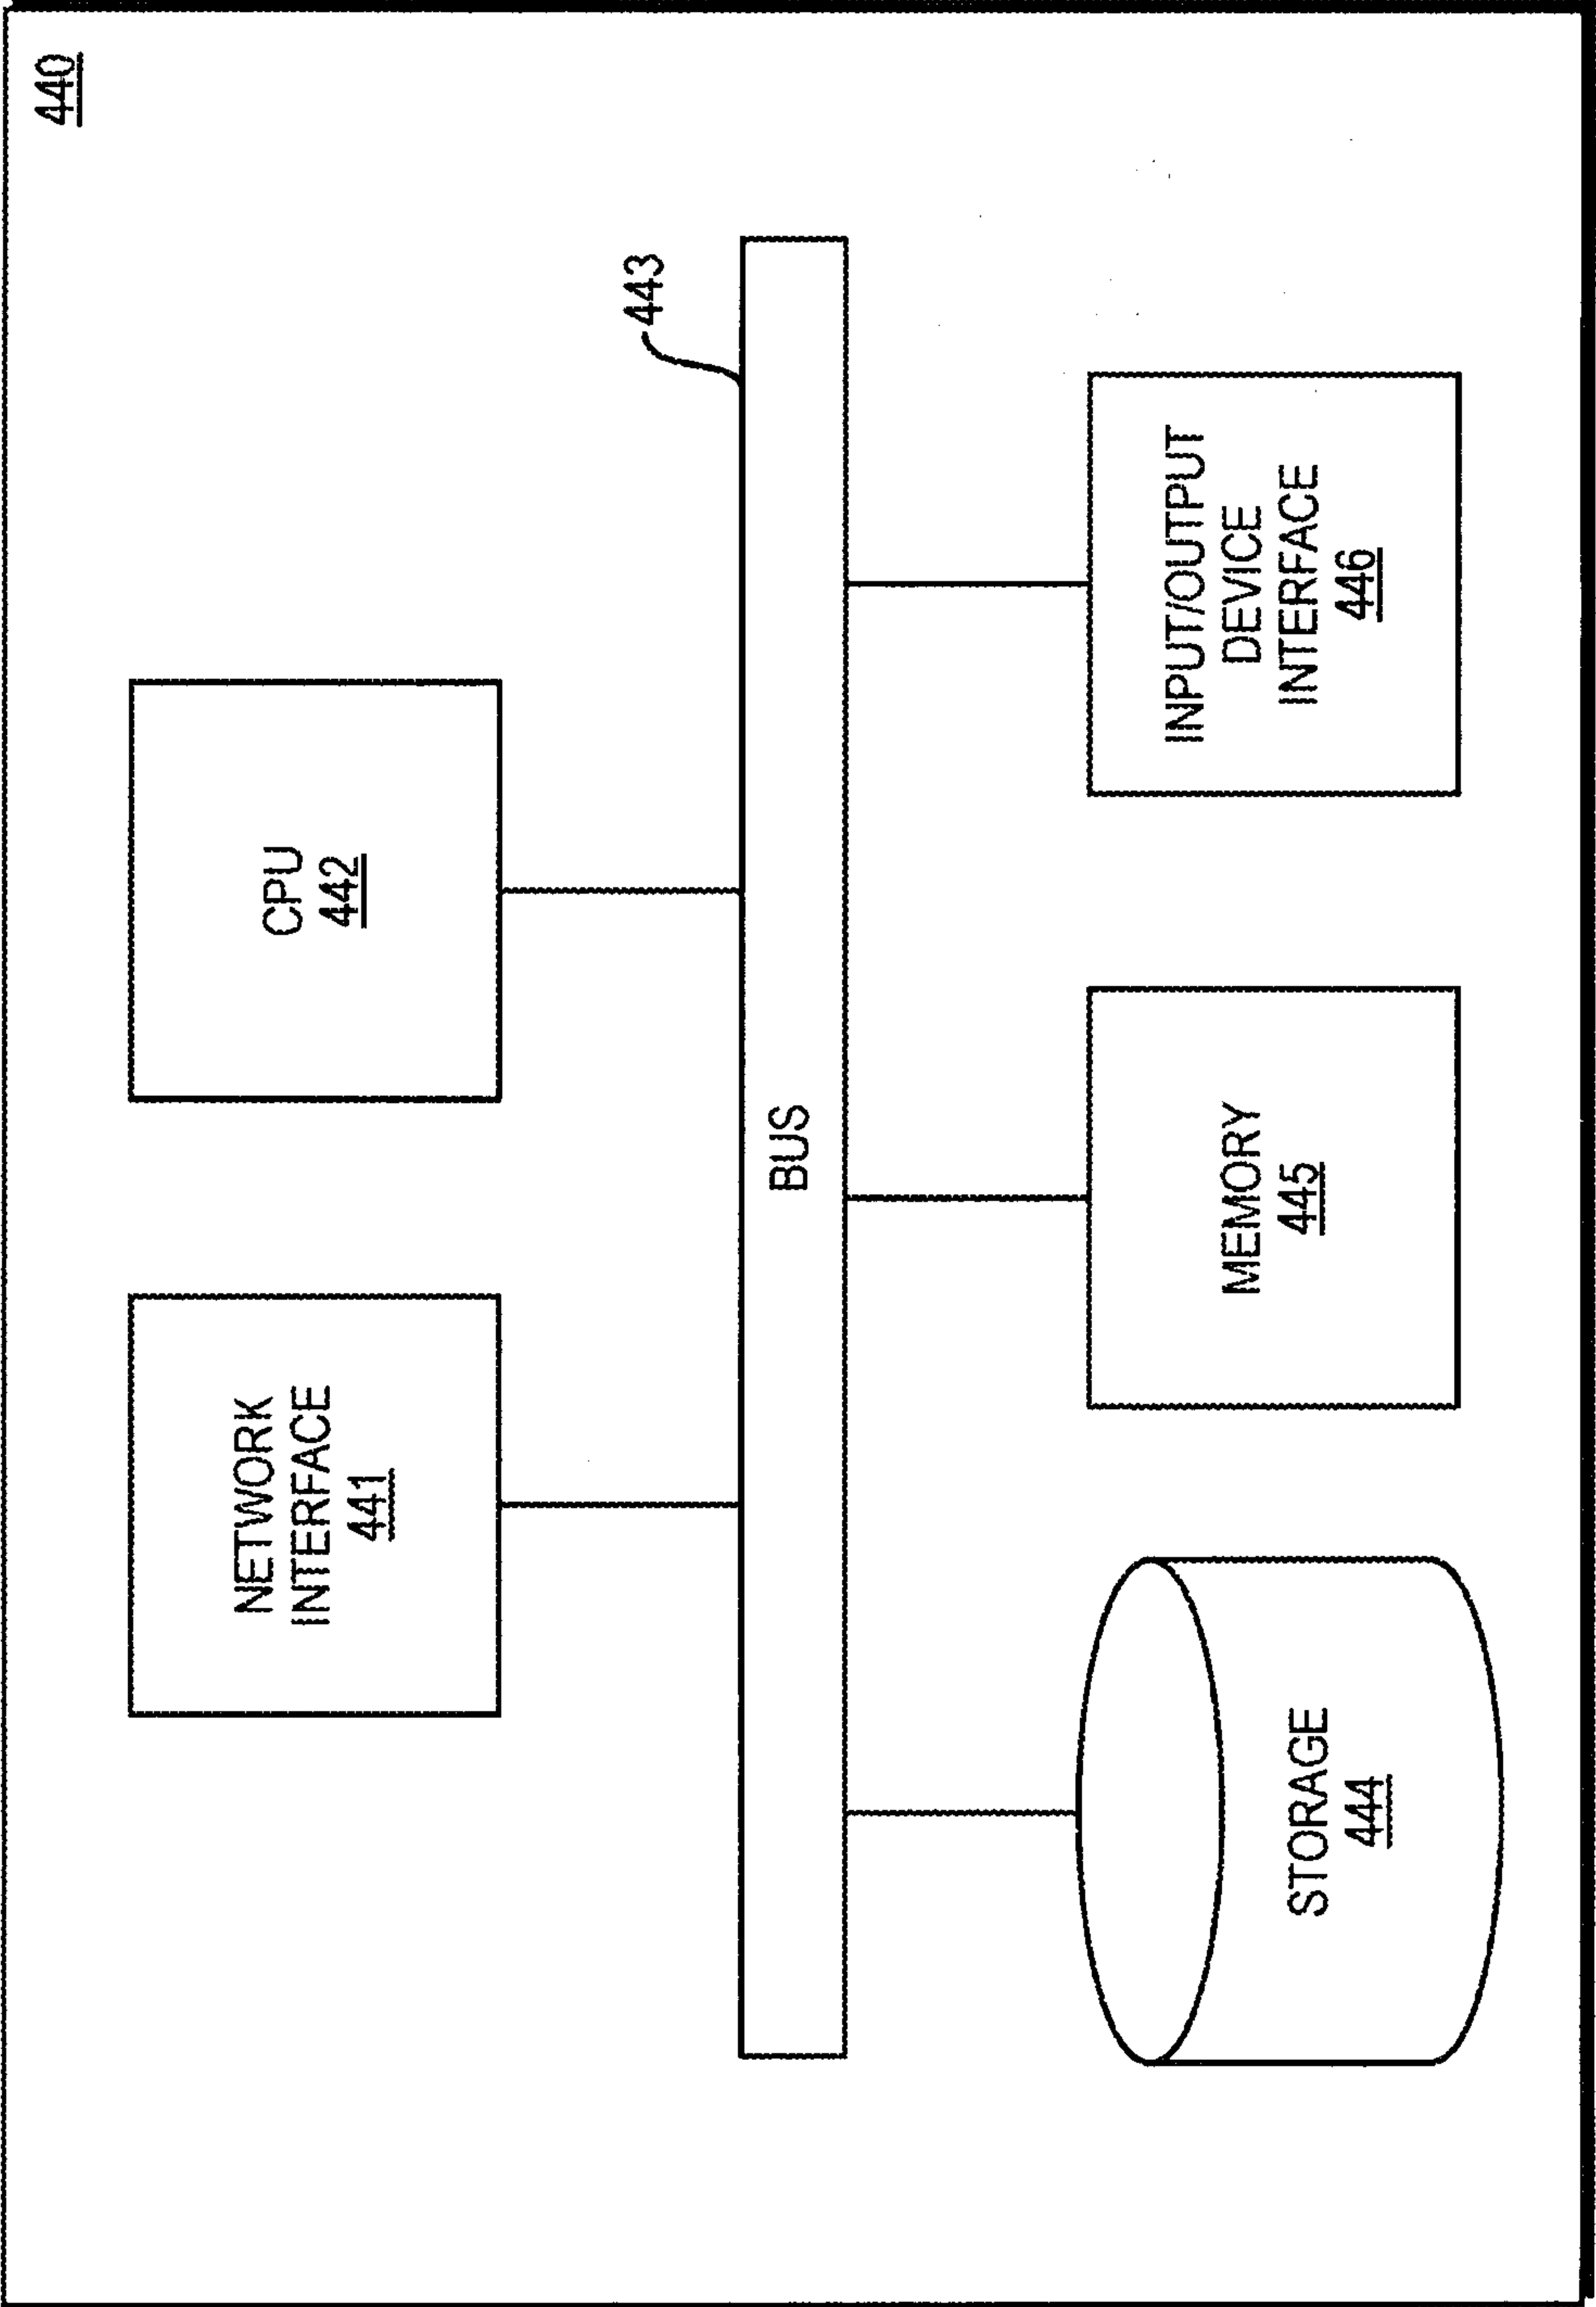 440
NETWORK
INTERFACE
441
CPU
442
443
BUS
STORAGE
444
MEMORY
445
INPUT/OUTPUT
DEVICE
INTERFACE
446